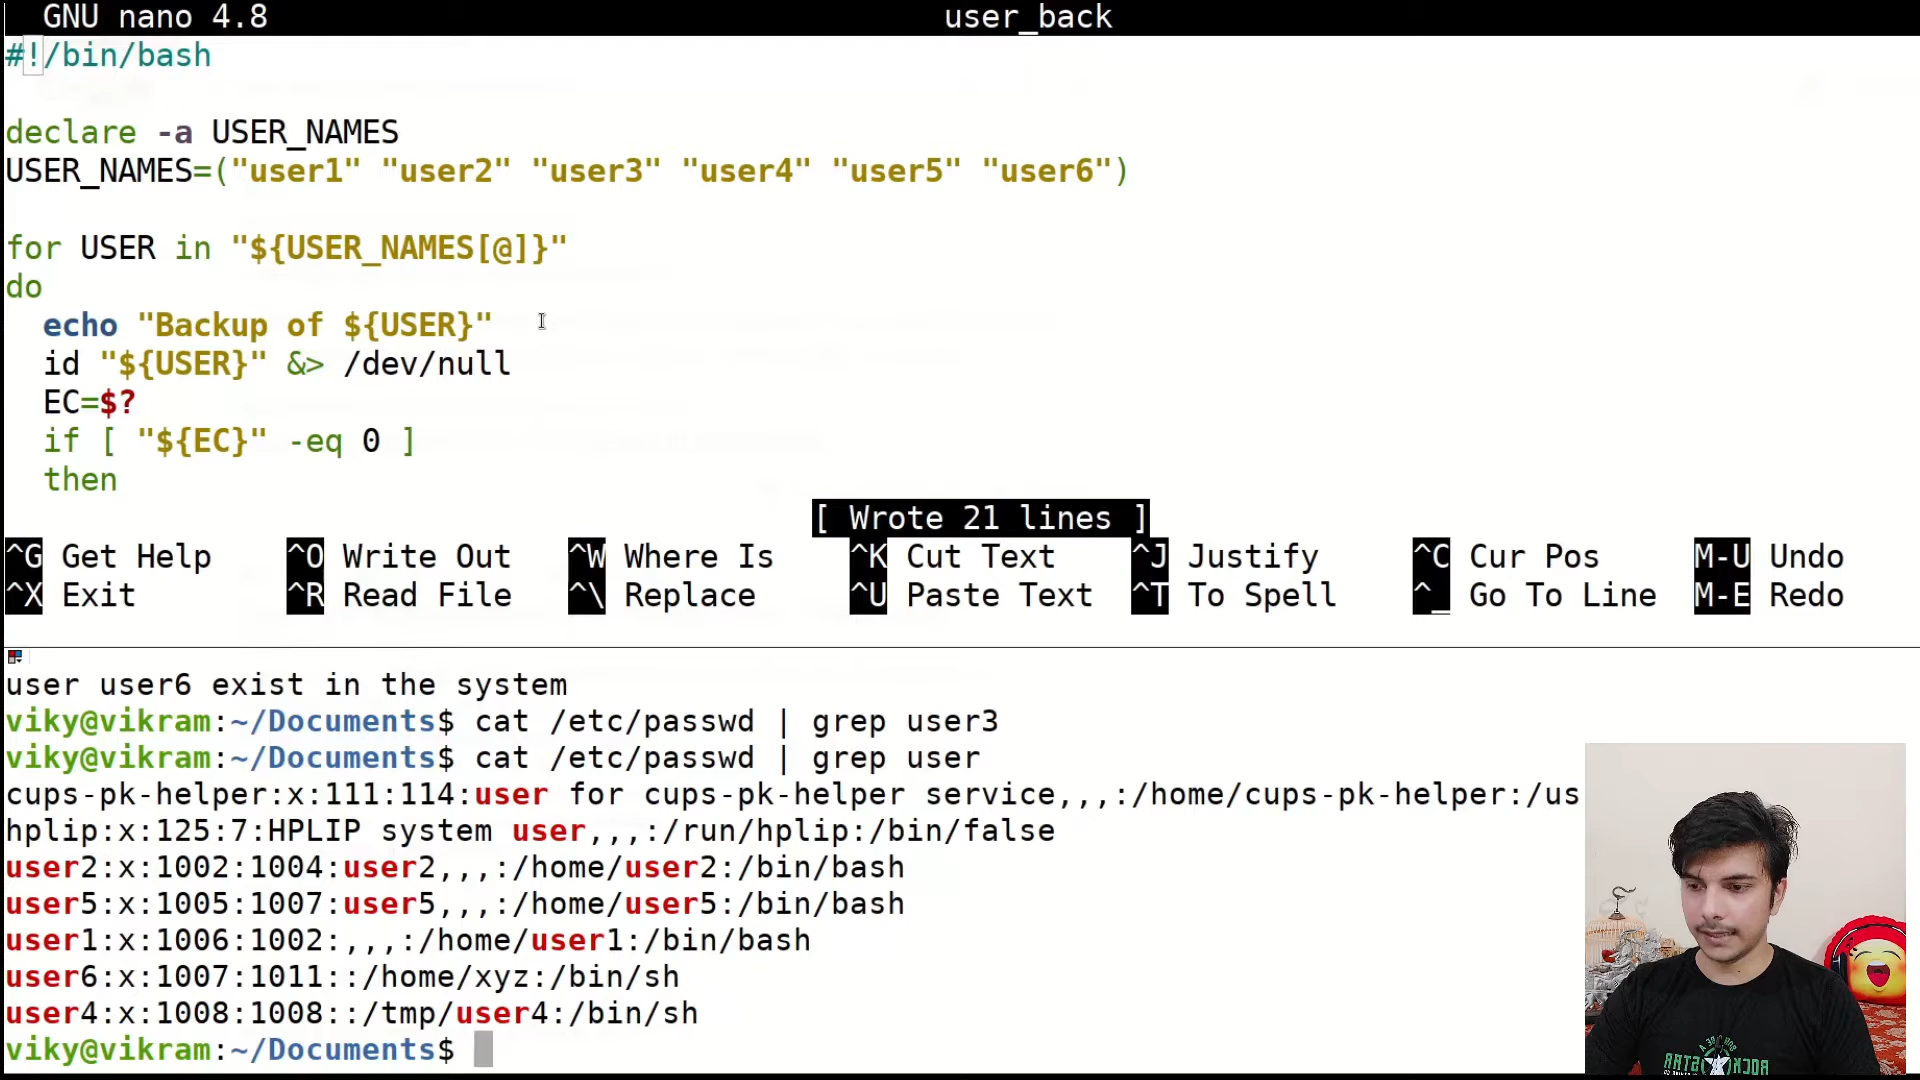 GNU nano 4.8 user_back
#!/bin/bash
declare -a USER_NAMES
USER_NAMES=("user1" "user2" "user3" "user4" "user5" "user6")
for USER in "${USER_NAMES[@]}"
do
echo "Backup of ${USER}"
id "${USER}" &> /dev/null
EC=$?
if [ "${EC}" -eq 0 ]
then
[ Wrote 21 lines ]
^G Get Help ^O Write Out ^W Where Is ^K Cut Text ^J Justify ^C Cur Pos M-U Undo
^X Exit ^R Read File ^\ Replace ^U Paste Text ^T To Spell ^_ Go To Line M-E Redo
user user6 exist in the system
viky@vikram:~/Documents$ cat /etc/passwd | grep user3
viky@vikram:~/Documents$ cat /etc/passwd | grep user
cups-pk-helper:x:111:114:user for cups-pk-helper service,,,:/home/cups-pk-helper:/us
hplip:x:125:7:HPLIP system user,,,:/run/hplip:/bin/false
user2:x:1002:1004:user2,,,:/home/user2:/bin/bash
user5:x:1005:1007:user5,,,:/home/user5:/bin/bash
user1:x:1006:1002:,,,:/home/user1:/bin/bash
user6:x:1007:1011::/home/xyz:/bin/sh
user4:x:1008:1008::/tmp/user4:/bin/sh
viky@vikram:~/Documents$